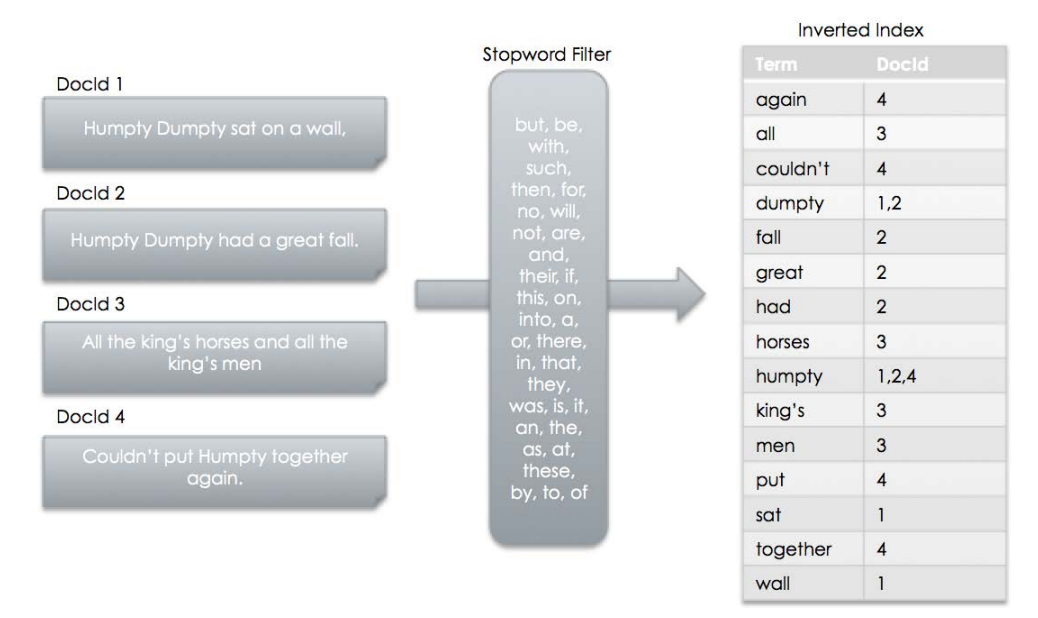 DocId 1
Humpty Dumpty sat on a wall,
DocId 2
Humpty Dumpty had a great fall.
DocId 3
All the king's horses and all the
king's men
DocId 4
Couldn't put Humpty together
again.
Stopword Filter
but, be,
with,
such,
then, for,
no, will,
not, are,
and,
their, if,
this, on,
into, a,
or, there,
in, that,
they,
was, is, it,
an, the,
as, at,
these,
by, to, of
Inverted Index
Term DocId
again 4
all 3
couldn't 4
dumpty 1,2
fall 2
great 2
had 2
horses 3
humpty 1,2,4
king's 3
men 3
put 4
sat 1
together 4
wall 1